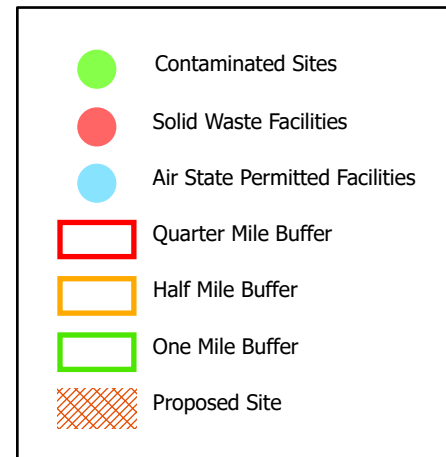 Contaminated Sites
Solid Waste Facilities
Air State Permitted Facilities
Quarter Mile Buffer
Half Mile Buffer
One Mile Buffer
Proposed Site